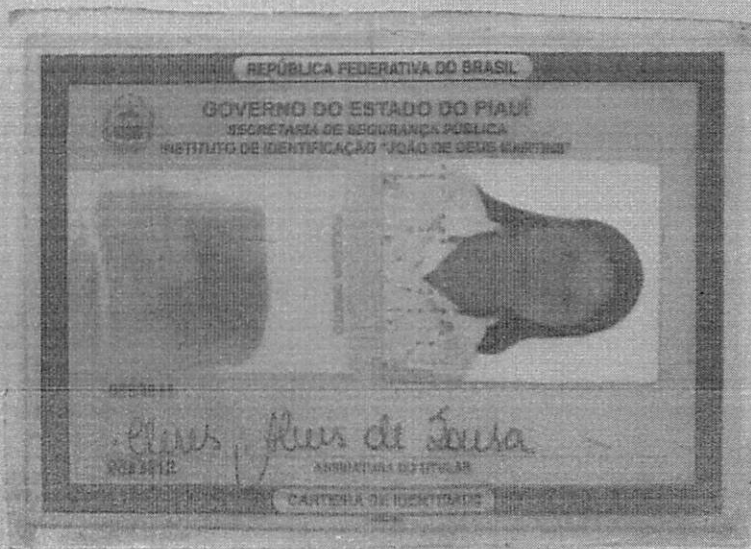 REPÚBLICA FEDERATIVA DO BRASIL
GOVERNO DO ESTADO DO PIAUÍ
SECRETARIA DE SEGURANÇA PÚBLICA
INSTITUTO DE IDENTIFICAÇÃO "JOÃO DE DEUS MARTINS"
de Sousa
ASSINATURA DO TITULAR
CARTEIRA DE IDENTIDADE